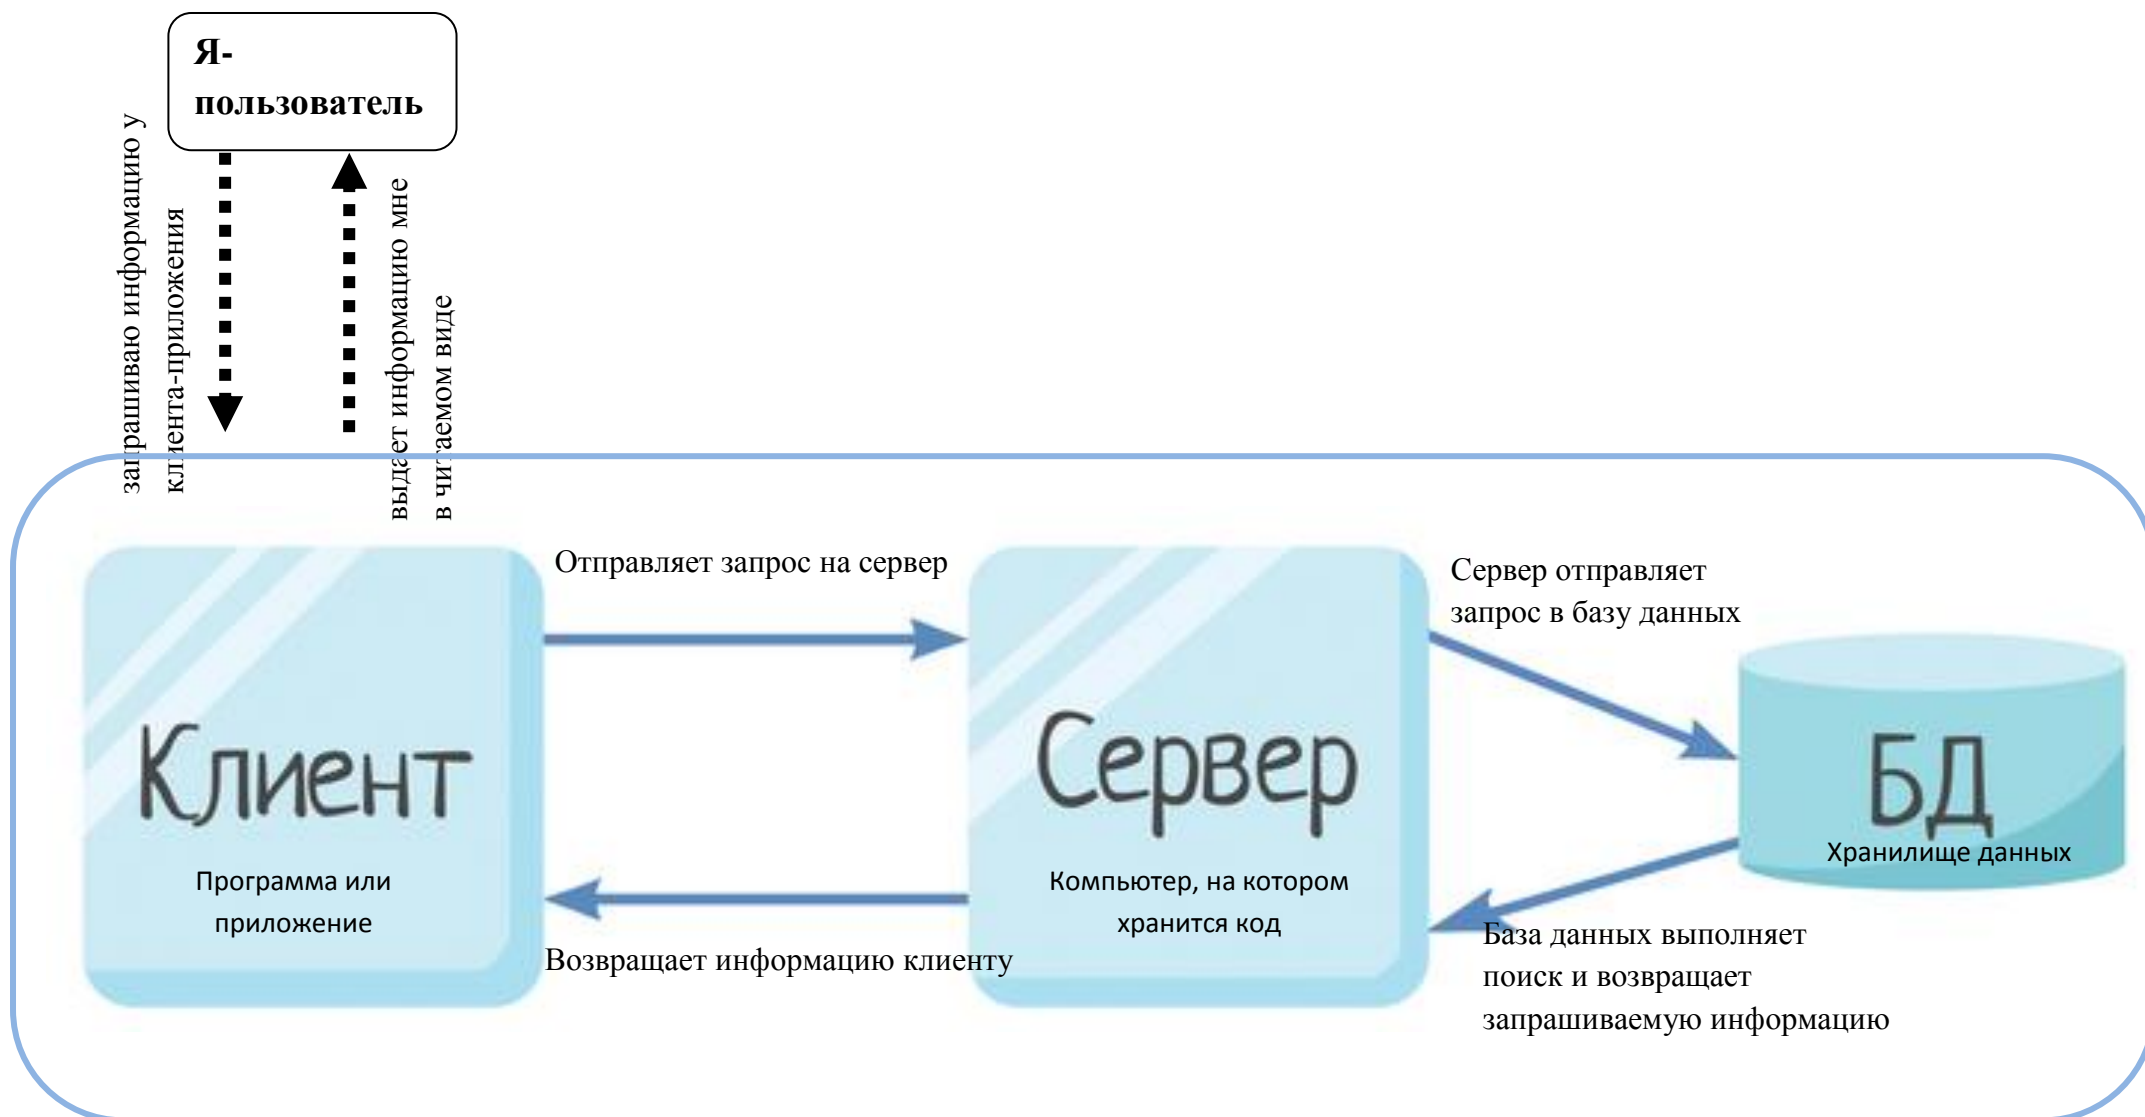 Я-
пользователь
запрашиваю информацию у
клиента-приложения
выдает информацию мне
в читаемом виде
Отправляет запрос на сервер
Сервер отправляет
запрос в базу данных
Клиент
Программа или
приложение
Сервер
Компьютер, на котором
хранится код
БД
Хранилище данных
Возвращает информацию клиенту
База данных выполняет
поиск и возвращает
запрашиваемую информацию